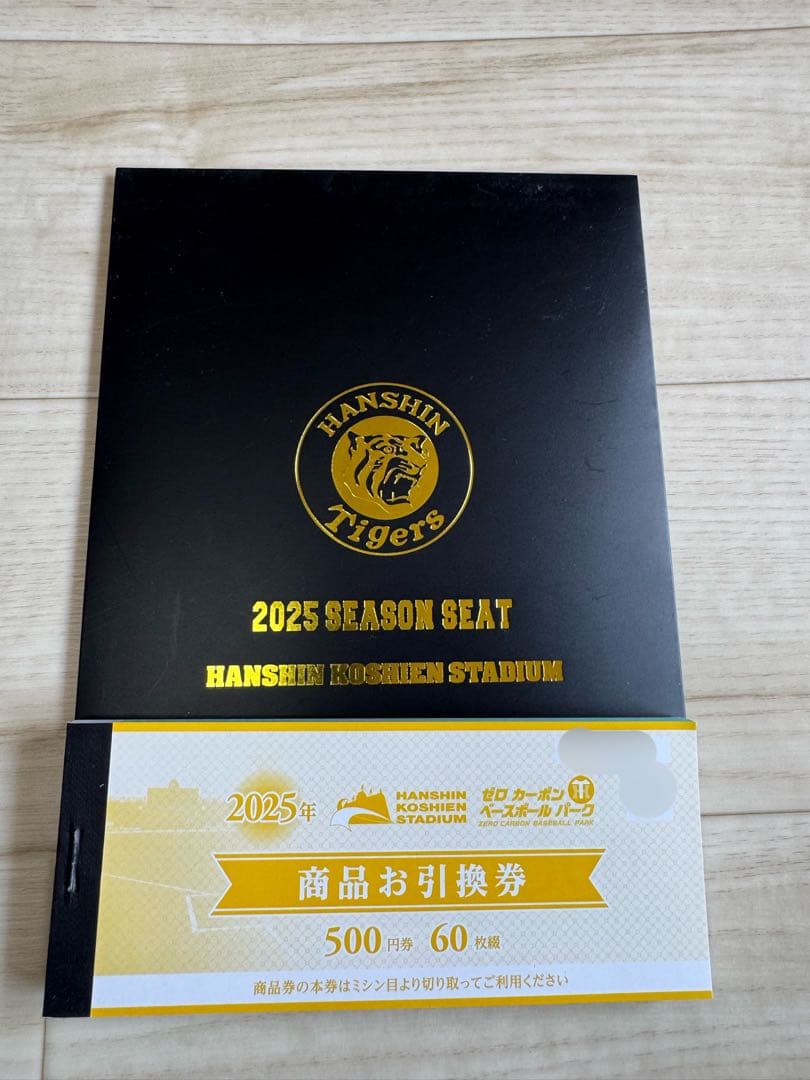 HANSHIN
Tigers
2025 SEASON SEAT
HANSHIN KOSHIEN STADIUM
2025年
HANSHIN
KOSHIEN
STADIUM
ゼロ カーボン
ベースボール パーク
ZERO CARBON BASEBALL PARK
商品お引換券
500円券 60枚綴
商品券の本券はミシン目より切り取ってご利用ください